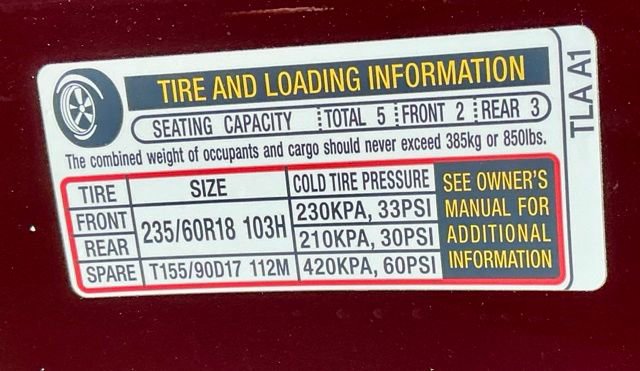 TIRE AND LOADING INFORMATION
SEATING CAPACITY TOTAL 5 FRONT 2 REAR 3
The combined weight of occupants and cargo should never exceed 385kg or 850lbs.
TIRE SIZE COLD TIRE PRESSURE
FRONT 235/60R18 103H 230KPA, 33PSI
REAR 210KPA, 30PSI
SPARE T155/90D17 112M 420KPA, 60PSI
SEE OWNER'S
MANUAL FOR
ADDITIONAL
INFORMATION
TLA A1